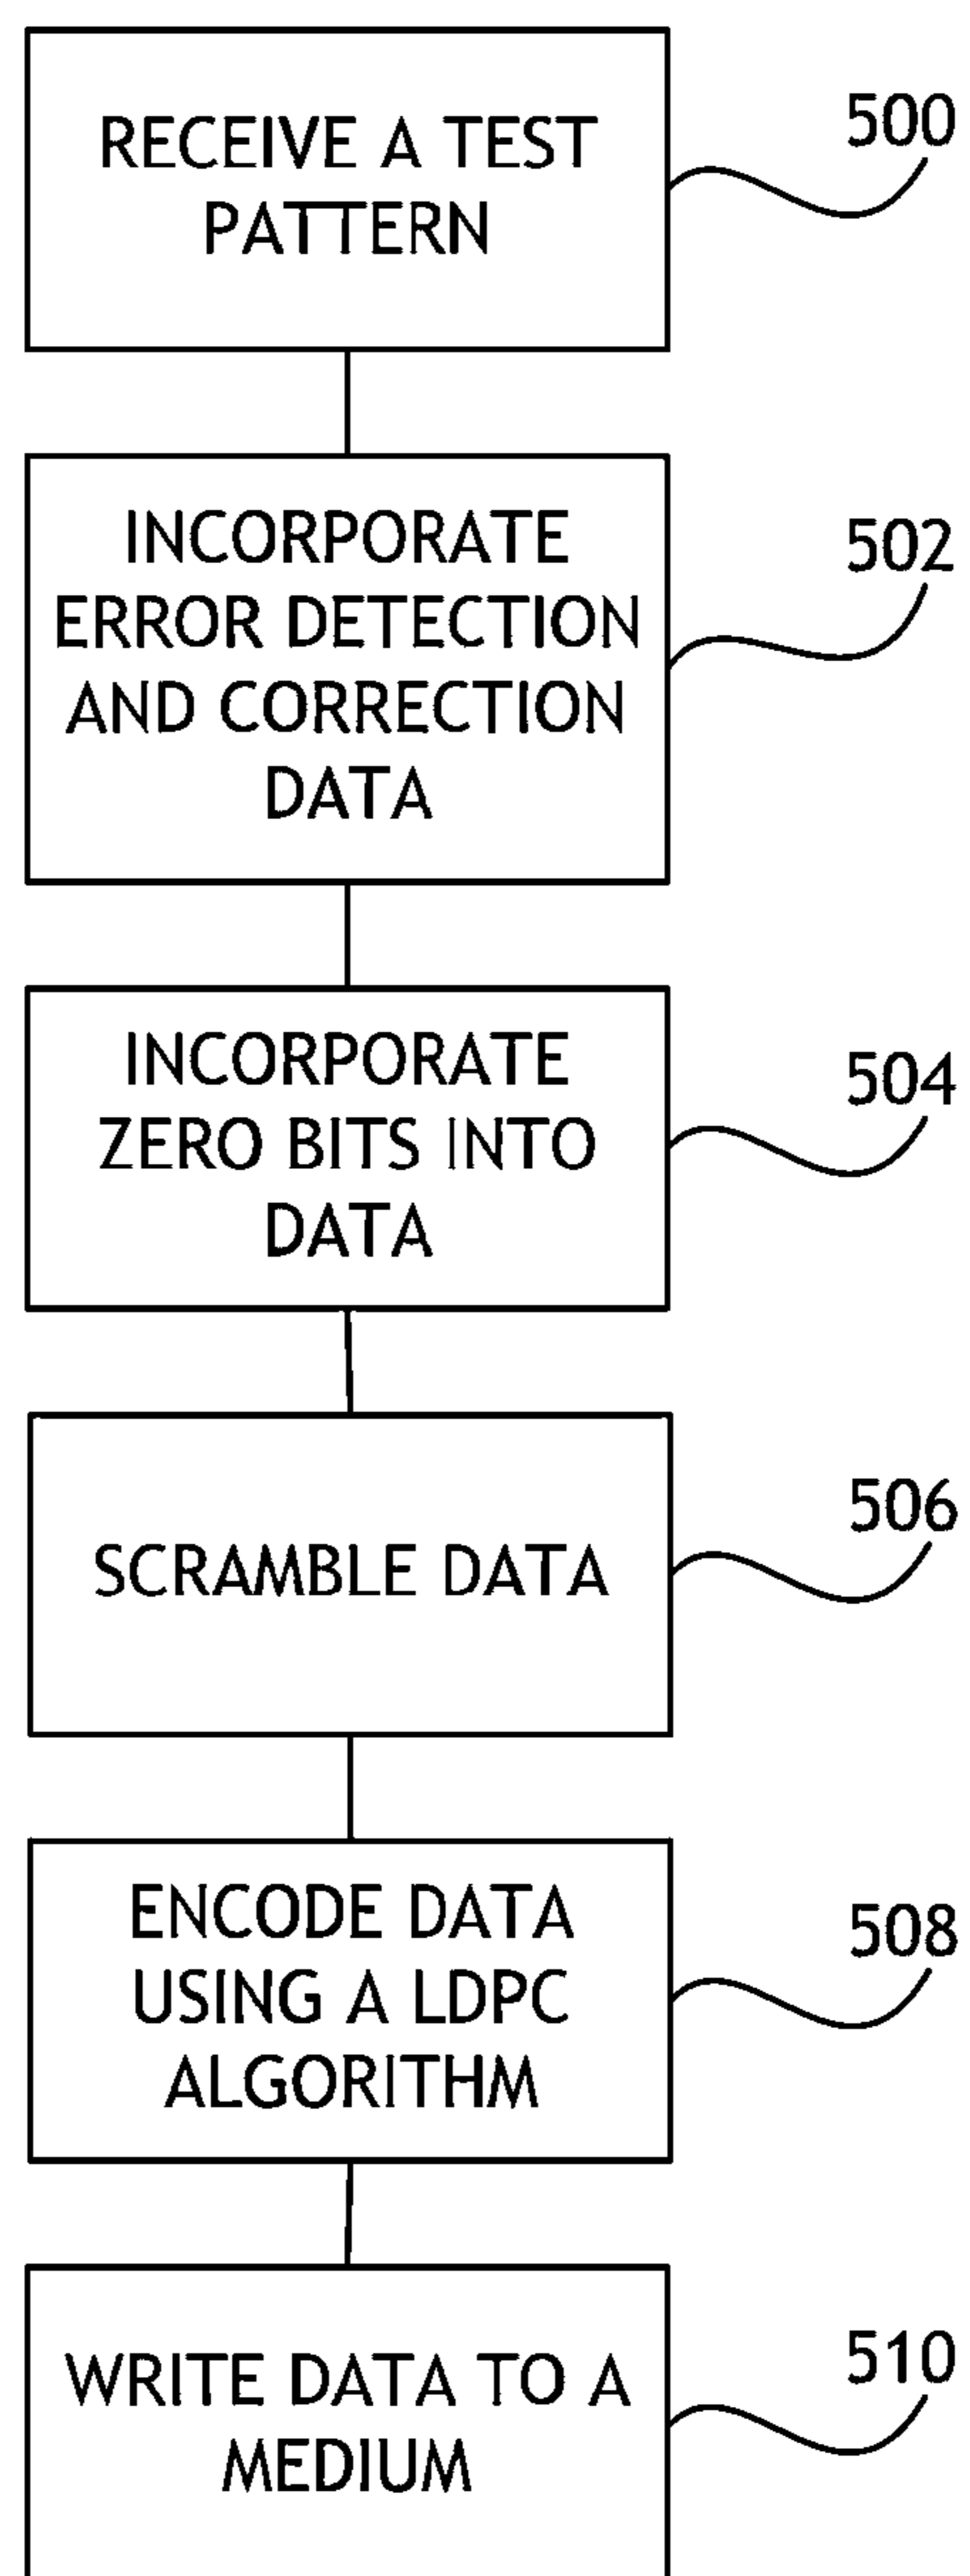 RECEIVE A TEST
PATTERN
500
INCORPORATE
ERROR DETECTION
AND CORRECTION
DATA
502
INCORPORATE
ZERO BITS INTO
DATA
504
SCRAMBLE DATA
506
ENCODE DATA
USING A LDPC
ALGORITHM
508
WRITE DATA TO A
MEDIUM
510